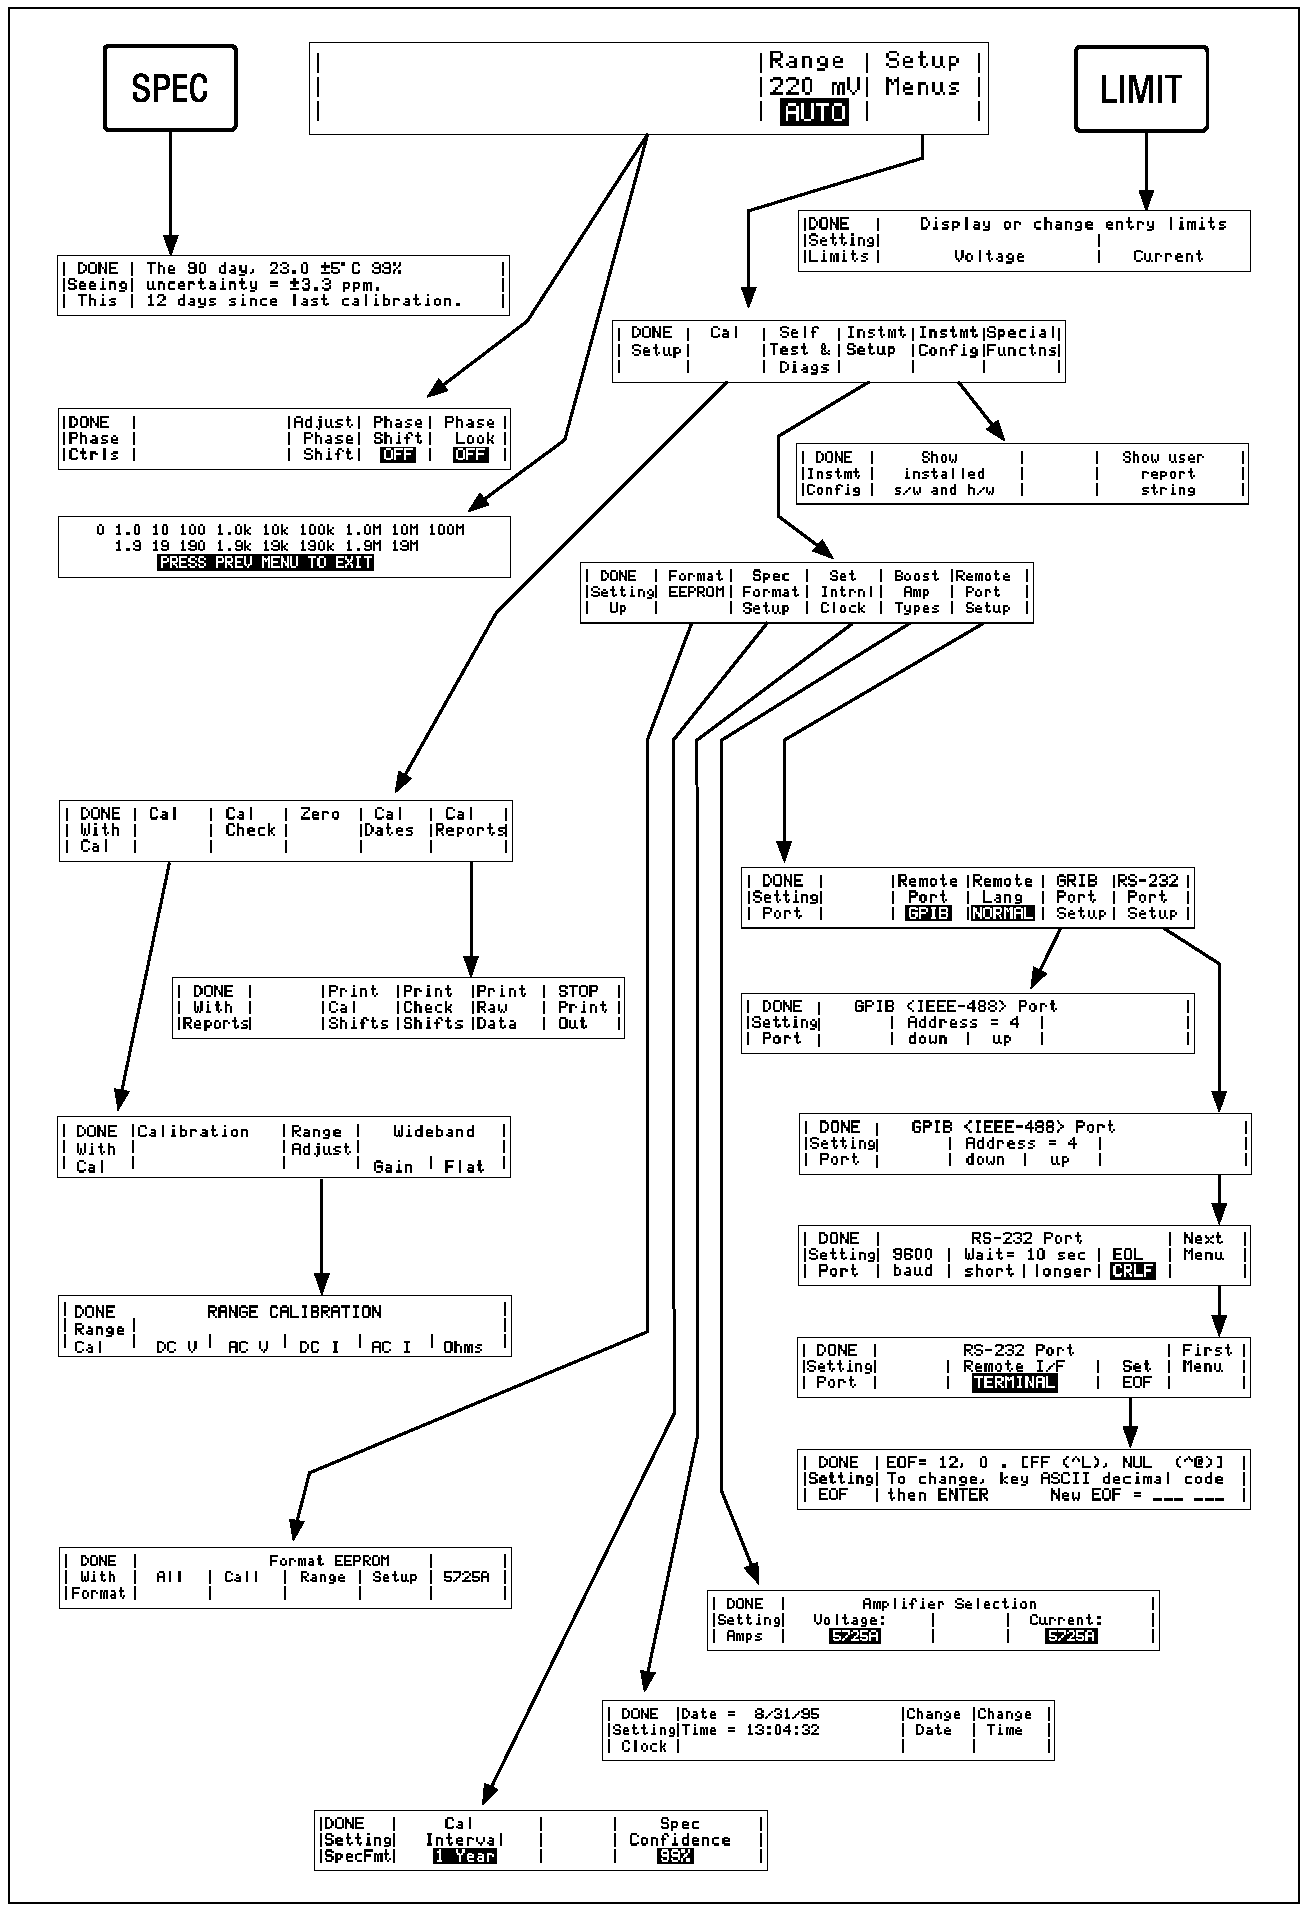 SPEC
|Range | Setup |
|220 mV| Menus |
| AUTO |
LIMIT
|DONE | Display or change entry limits
|Setting| |
|Limits | Voltage | Current
| DONE | The 90 day, 23.0 ±5°C 99% |
|Seeing| uncertainty = ±3.3 ppm. |
| This | 12 days since last calibration. |
| DONE | Cal | Self |Instmt|Instmt|Special|
| Setup| |Test & |Setup |Config|Functns|
| | | Diags| | | |
|DONE | |Adjust| Phase | Phase |
|Phase | | Phase| Shift| Look |
|Ctrls | | Shift| OFF | OFF |
| DONE | Show | | Show user |
|Instmt | installed | | report |
|Config | s/w and h/w | | string |
0 1.0 10 100 1.0k 10k 100k 1.0M 10M 100M
1.9 19 190 1.9k 19k 190k 1.9M 19M
PRESS PREV MENU TO EXIT
| DONE | Format | Spec | Set | Boost |Remote |
|Setting| EEPROM| Format | Intrnl | Amp | Port |
| Up | | Setup | Clock | Types | Setup |
| DONE | Cal | Cal | Zero | Cal | Cal |
| With | | Check | |Dates |Reports|
| Cal | | | | | |
| DONE | |Remote |Remote | GRIB |RS-232 |
|Setting| | Port | Lang | Port | Port |
| Port | | GPIB |NORMAL | Setup| Setup|
| DONE | |Print |Print |Print | STOP |
| With | |Cal |Check |Raw | Print |
|Reports| |Shifts |Shifts |Data | Out |
| DONE | GPIB <IEEE-488> Port |
|Setting| | Address = 4 | |
| Port | | down | up | |
| DONE |Calibration |Range | Wideband |
| With | |Adjust| |
| Cal | | | Gain | Flat |
| DONE | GPIB <IEEE-488> Port |
|Setting| | Address = 4 | |
| Port | | down | up | |
| DONE | RS-232 Port | Next |
|Setting| 9600 | Wait= 10 sec | EOL | Menu |
| Port | baud | short | longer| CRLF | |
|DONE RANGE CALIBRATION |
|Range| |
| Cal | DC V | AC V | DC I | AC I | Ohms |
| DONE | RS-232 Port | First |
|Setting| | Remote I/F | Set | Menu |
| Port | | TERMINAL | EOF | |
| DONE |EOF= 12, 0 . [FF (^L), NUL (^@)] |
|Setting| To change, key ASCII decimal code
| EOF |then ENTER New EOF = ___ ___ |
| DONE | Format EEPROM | |
| With | All | Call | Range | Setup | 5725A |
|Format | | | | | |
| DONE | Amplifier Selection |
|Setting| Voltage: | | Current: |
| Amps | 5725A | | 5725A |
| DONE |Date = 8/31/95 |Change |Change |
|Setting|Time = 13:04:32 | Date | Time |
| Clock | | | |
|DONE | Cal | | Spec |
|Setting| Interval | | Confidence |
|SpecFmt| 1 Year | | 99% |